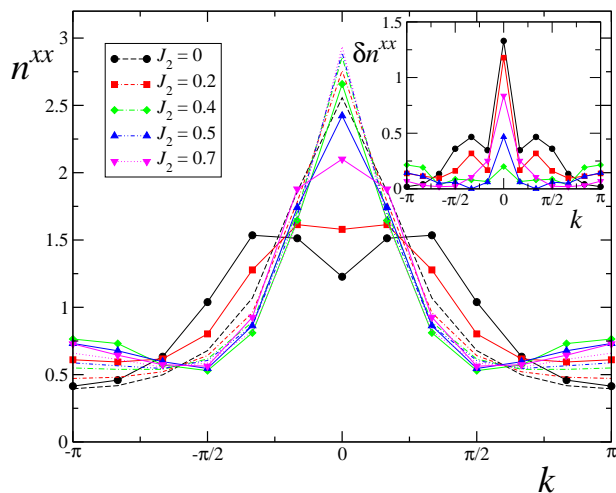 3
2.5
2
1.5
1
0.5
0
n^{xx}
J_2 = 0
J_2 = 0.2
J_2 = 0.4
J_2 = 0.5
J_2 = 0.7
-π -π/2 0 π/2 π
k
1.5
1
0.5
0
δn^{xx}
-π -π/2 0 π/2 π
k